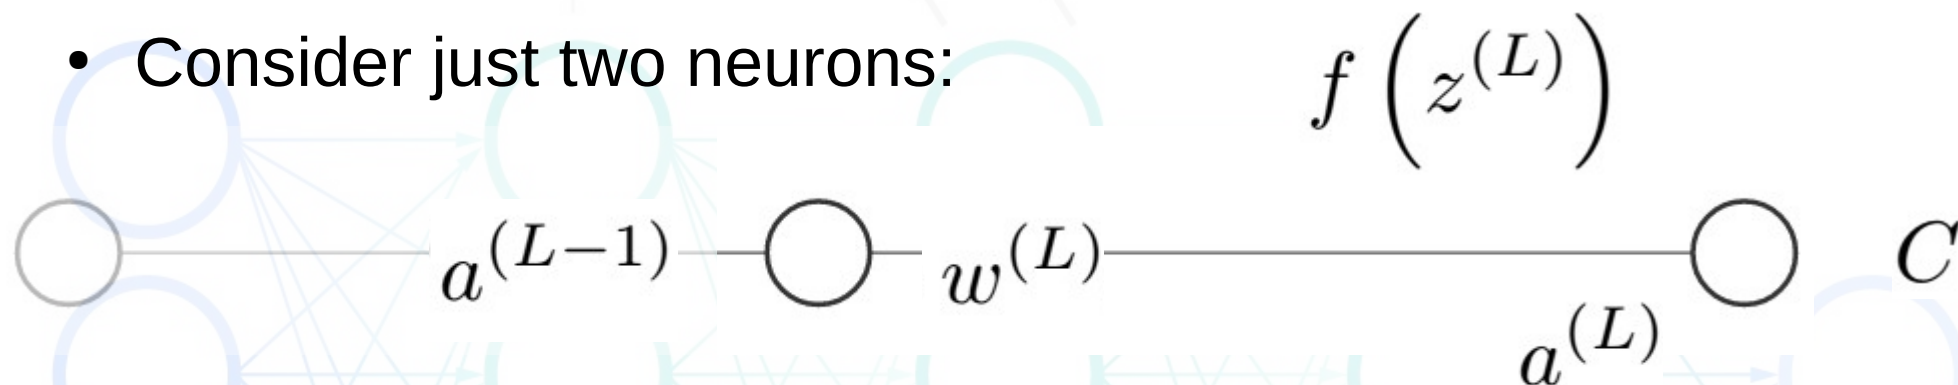 • Consider just two neurons:
f(z^(L))
a^(L−1)
w^(L)
C
a^(L)